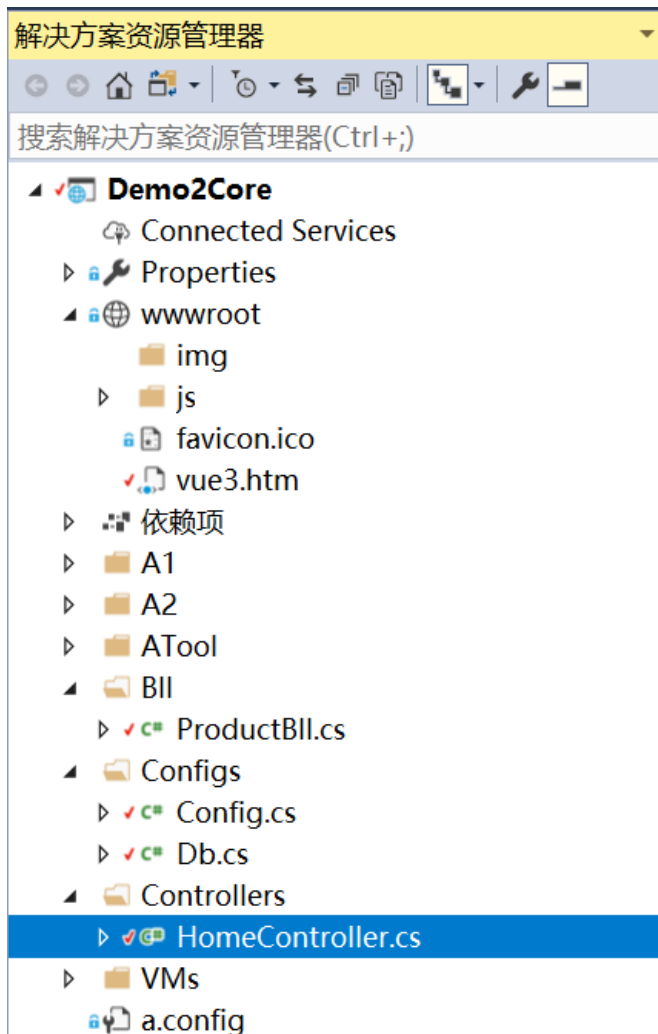 解决方案资源管理器
搜索解决方案资源管理器(Ctrl+;)
Demo2Core
Connected Services
Properties
wwwroot
img
js
favicon.ico
vue3.htm
依赖项
A1
A2
ATool
Bll
C# ProductBll.cs
Configs
C# Config.cs
C# Db.cs
Controllers
C# HomeController.cs
VMs
a.config